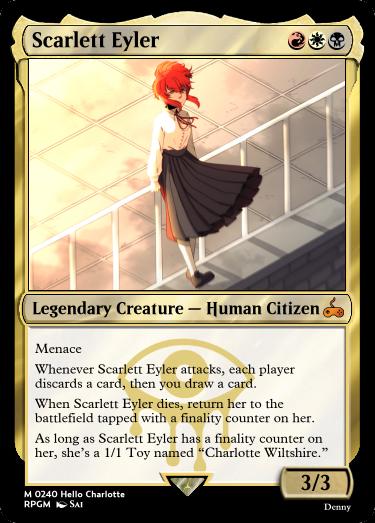 Scarlett Eyler
Legendary Creature — Human Citizen
Menace
Whenever Scarlett Eyler attacks, each player
discards a card, then you draw a card.
When Scarlett Eyler dies, return her to the
battlefield tapped with a finality counter on her.
As long as Scarlett Eyler has a finality counter on
her, she's a 1/1 Toy named “Charlotte Wiltshire.”
3/3
M 0240 Hello Charlotte
RPGM SAI
Denny